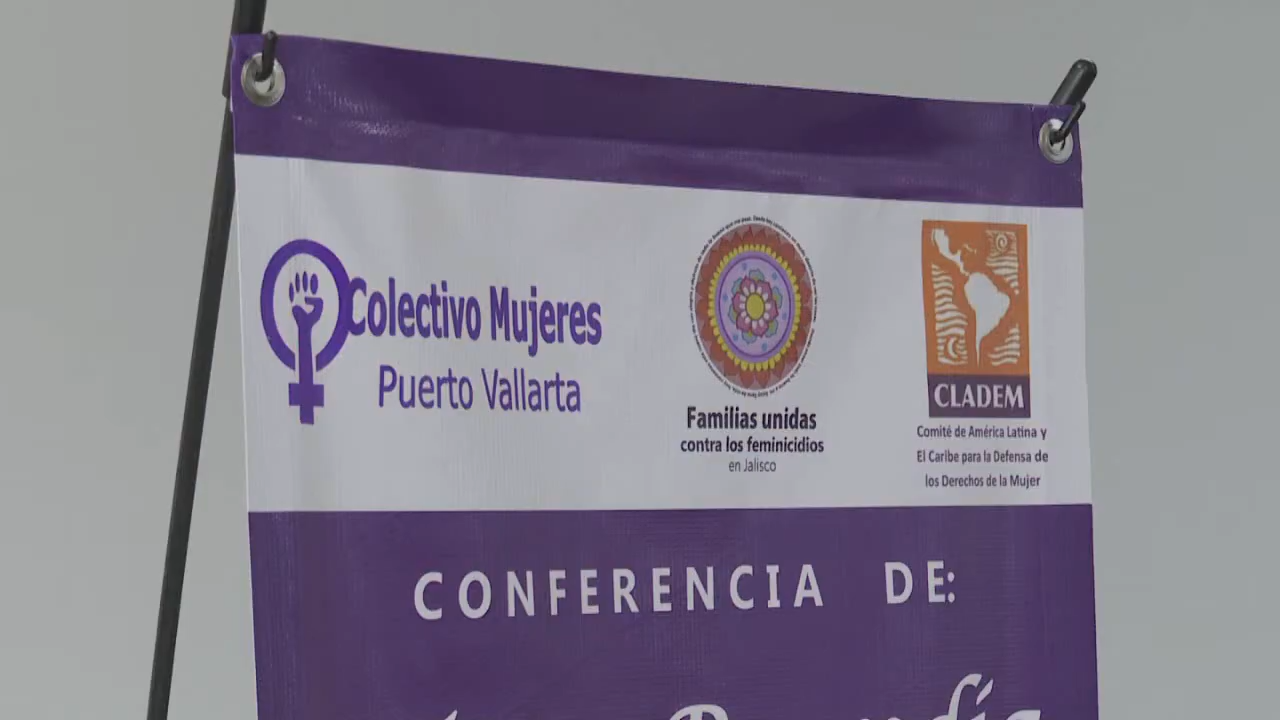 Colectivo Mujeres
Puerto Vallarta
Familias unidas
contra los feminicidios
en Jalisco
CLADEM
Comité de América Latina y
El Caribe para la Defensa de
los Derechos de la Mujer
CONFERENCIA DE: